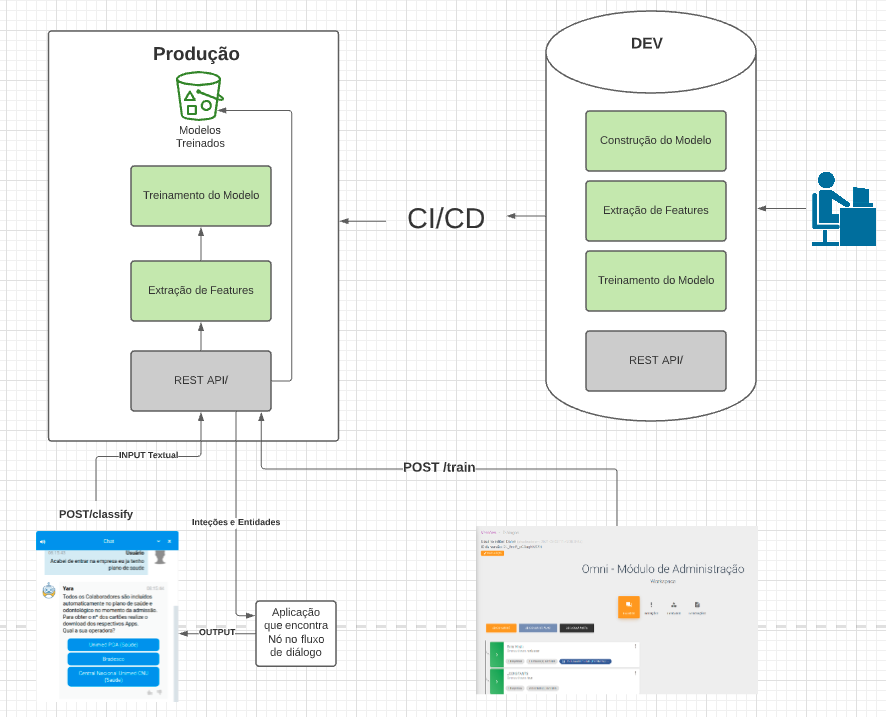 Produção
Modelos
Treinados
Treinamento do Modelo
Extração de Features
REST API/
CI/CD
DEV
Construção do Modelo
Extração de Features
Treinamento do Modelo
REST API/
INPUT Textual
POST/classify
Inteções e Entidades
POST /train
OUTPUT
Aplicação
que encontra
Nó no fluxo
de diálogo
Chat
Usuário
Acabei de entrar na empresa eu ja tenho
plano de saude
Yara
Todos os Colaboradores são incluídos
automaticamente no plano de saúde e
odontológico no momento da admissão.
Para obter o nº dos cartões realize o
download dos respectivos Apps.
Qual a sua operadora?
Unimed POA (Saúde)
Bradesco
Central Nacional Unimed CNU
(Saúde)
Omni - Módulo de Administração
Workspace